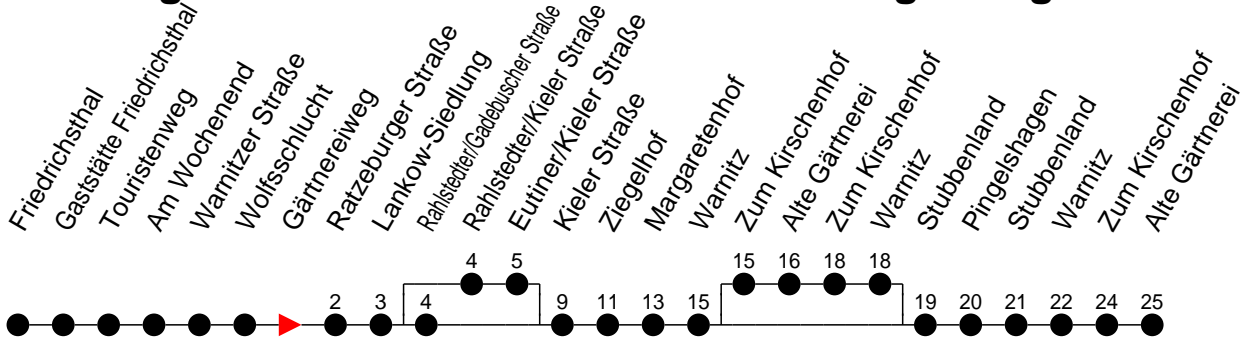 Friedrichsthal
Gaststätte Friedrichsthal
Touristenweg
Am Wochenend
Warnitzer Straße
Wolfsschlucht
Gärtnereiweg
Ratzeburger Straße
Lankow-Siedlung
Rahlstedter/Gadebuscher Straße
Rahlstedter/Kieler Straße
Eutiner/Kieler Straße
Kieler Straße
Ziegelhof
Margaretenhof
Warnitz
Zum Kirschenhof
Alte Gärtnerei
Zum Kirschenhof
Warnitz
Stubbenland
Pingelshagen
Stubbenland
Warnitz
Zum Kirschenhof
Alte Gärtnerei
4 5 15 16 18 18
2 3 4 9 11 13 15 19 20 21 22 24 25